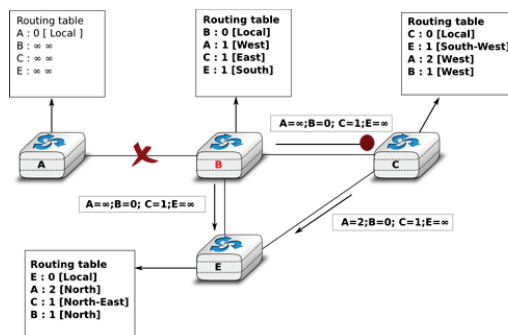 Routing table
A : 0 [ Local ]
B : ∞ ∞
C : ∞ ∞
E : ∞ ∞
Routing table
B : 0 [Local]
A : 1 [West]
C : 1 [East]
E : 1 [South]
Routing table
C : 0 [Local]
E : 1 [South-West]
A : 2 [West]
B : 1 [West]
A=∞;B=0; C=1;E=∞
A
B
C
A=∞;B=0; C=1;E=∞
A=2;B=0; C=1;E=∞
E
Routing table
E : 0 [Local]
A : 2 [North]
C : 1 [North-East]
B : 1 [North]